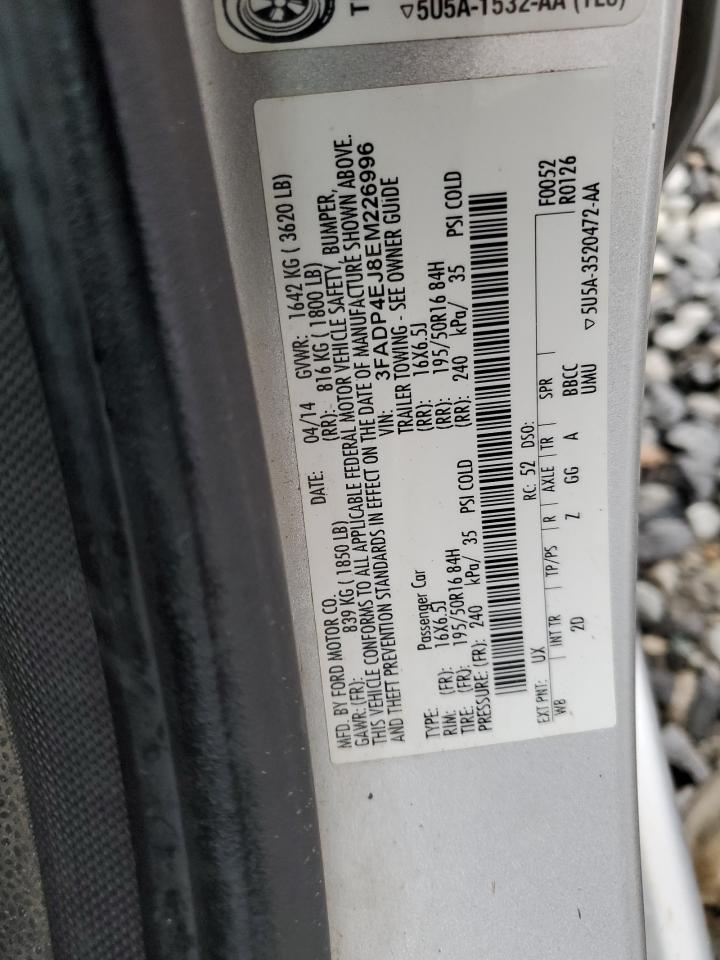 5U5A-1532-AA
MFD. BY FORD MOTOR CO.
DATE: 04/14 GVWR: 1642 KG ( 3620 LB)
GAWR: (FR): 839 KG ( 1850 LB) (RR): 816 KG ( 1800 LB)
THIS VEHICLE CONFORMS TO ALL APPLICABLE FEDERAL MOTOR VEHICLE SAFETY, BUMPER,
AND THEFT PREVENTION STANDARDS IN EFFECT ON THE DATE OF MANUFACTURE SHOWN ABOVE.
VIN: 3FADP4EJ8EM226996
TYPE: Passenger Car TRAILER TOWING - SEE OWNER GUIDE
RIM: (FR): 16X6.5J (RR): 16X6.5J
TIRE: (FR): 195/50R16 84H (RR): 195/50R16 84H
PRESSURE: (FR): 240 kPa/ 35 PSI COLD (RR): 240 kPa/ 35 PSI COLD
EXT PNT: UX RC: 52 DSO: F0052
R0126
WB INT TR TP/PS R AXLE TR SPR
2D Z GG A BBCC
UMU
▽5U5A-3520472-AA